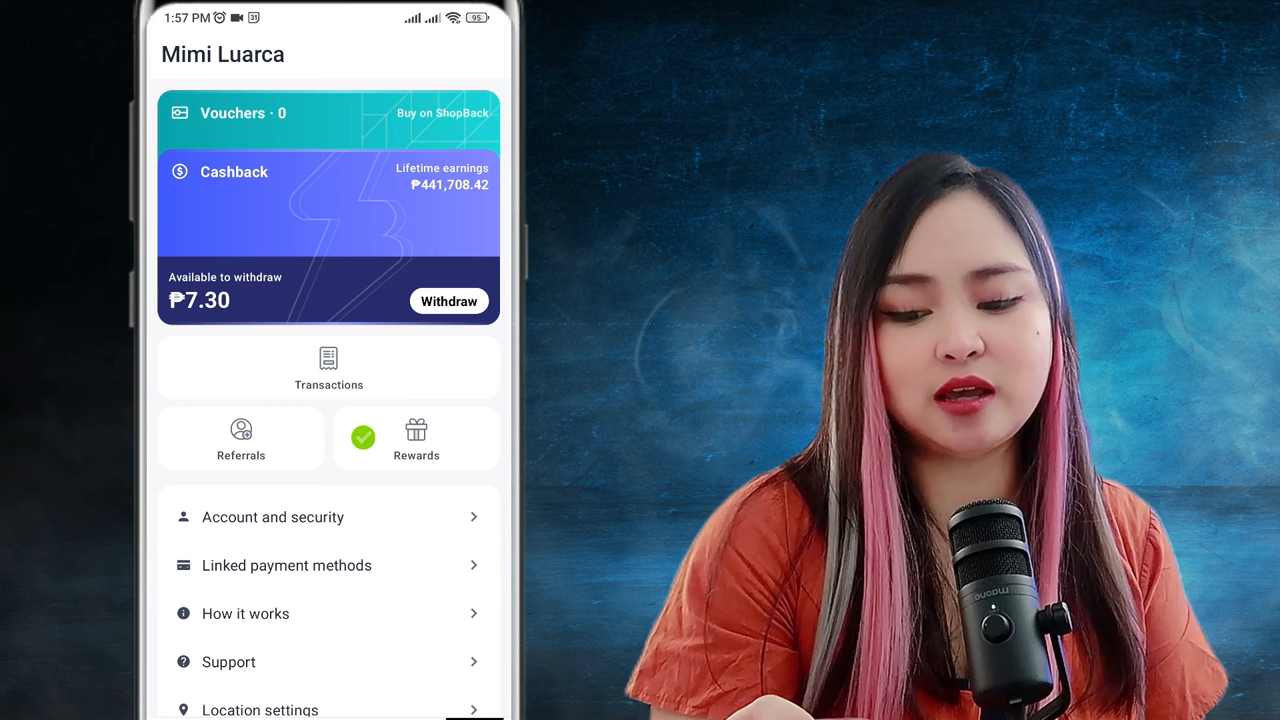 1:57 PM
31
95
Mimi Luarca
Vouchers · 0
Buy on ShopBack
Cashback
Lifetime earnings
₱441,708.42
Available to withdraw
₱7.30
Withdraw
Transactions
Referrals
Rewards
Account and security
Linked payment methods
How it works
Support
Location settings
maono